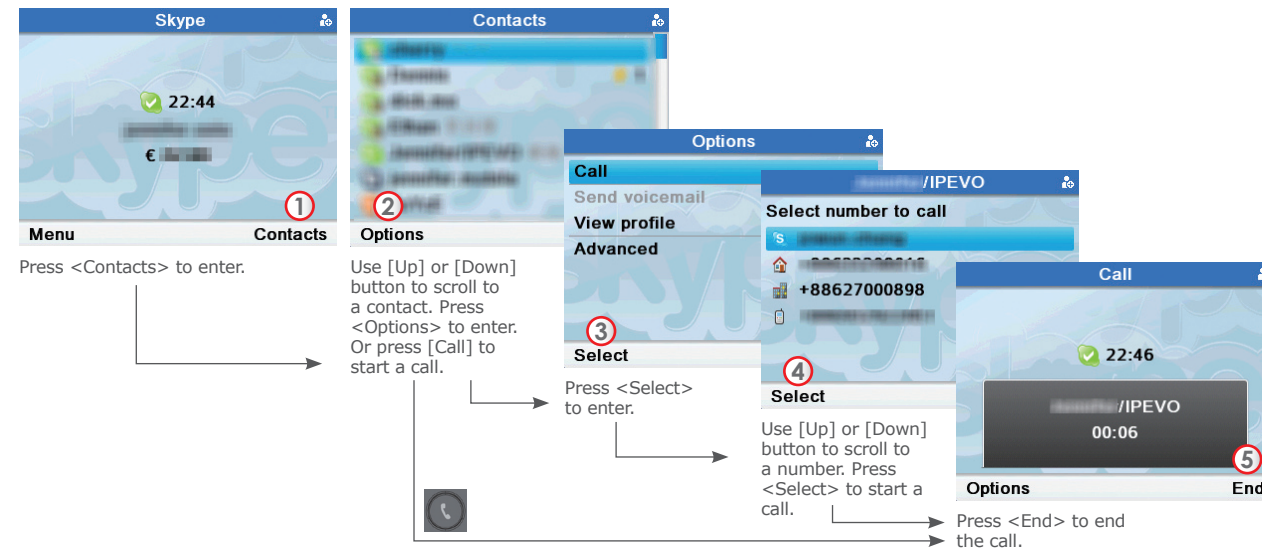 Skype
22:44
€
1
Menu Contacts
Press <Contacts> to enter.
Contacts
2
Options
Use [Up] or [Down]
button to scroll to
a contact. Press
<Options> to enter.
Or press [Call] to
start a call.
Options
Call
Send voicemail
View profile
Advanced
3
Select
Press <Select>
to enter.
/IPEVO
Select number to call
+88627000898
4
Select
Use [Up] or [Down]
button to scroll to
a number. Press
<Select> to start a
call.
Call
22:46
/IPEVO
00:06
5
Options End
Press <End> to end
the call.